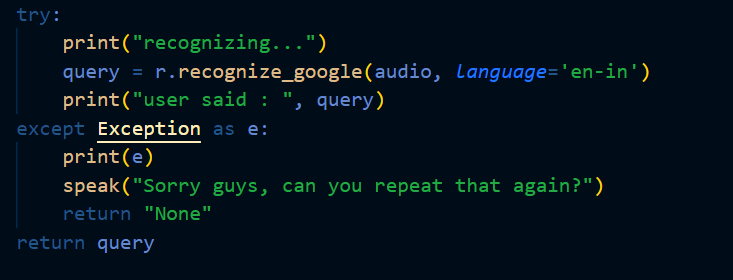 try:
    print("recognizing...")
    query = r.recognize_google(audio, language='en-in')
    print("user said : ", query)
except Exception as e:
    print(e)
    speak("Sorry guys, can you repeat that again?")
    return "None"
return query